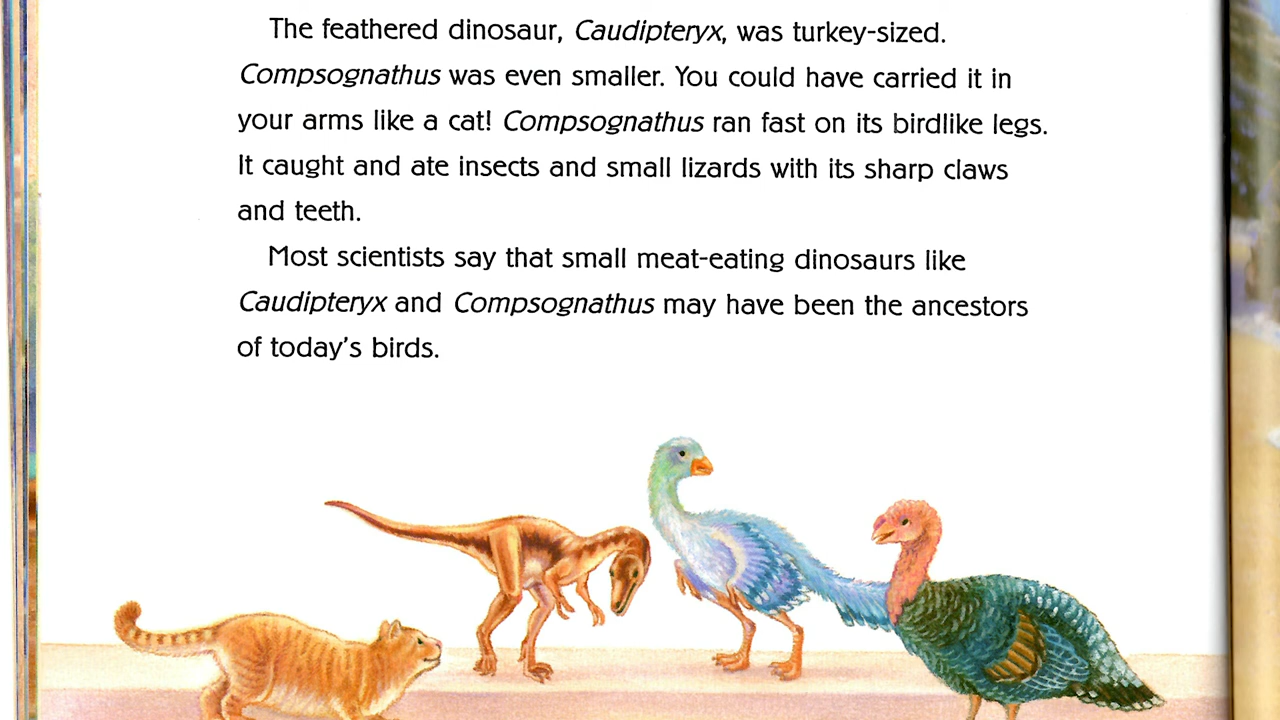 The feathered dinosaur, Caudipteryx, was turkey-sized.
Compsognathus was even smaller. You could have carried it in
your arms like a cat! Compsognathus ran fast on its birdlike legs.
It caught and ate insects and small lizards with its sharp claws
and teeth.
Most scientists say that small meat-eating dinosaurs like
Caudipteryx and Compsognathus may have been the ancestors
of today's birds.